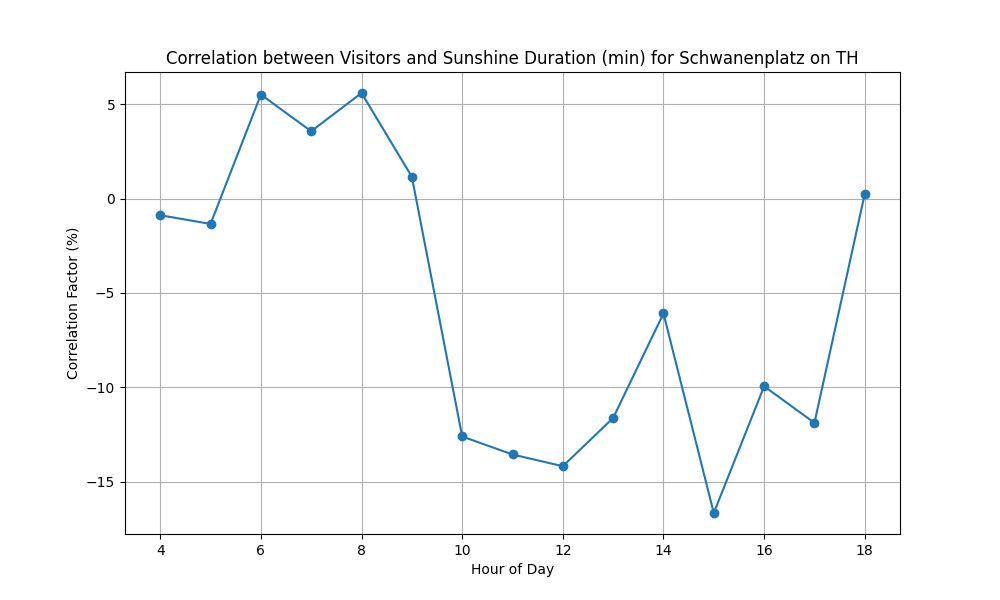 Correlation between Visitors and Sunshine Duration (min) for Schwanenplatz on TH
Correlation Factor (%)
5
0
−5
−10
−15
4 6 8 10 12 14 16 18
Hour of Day